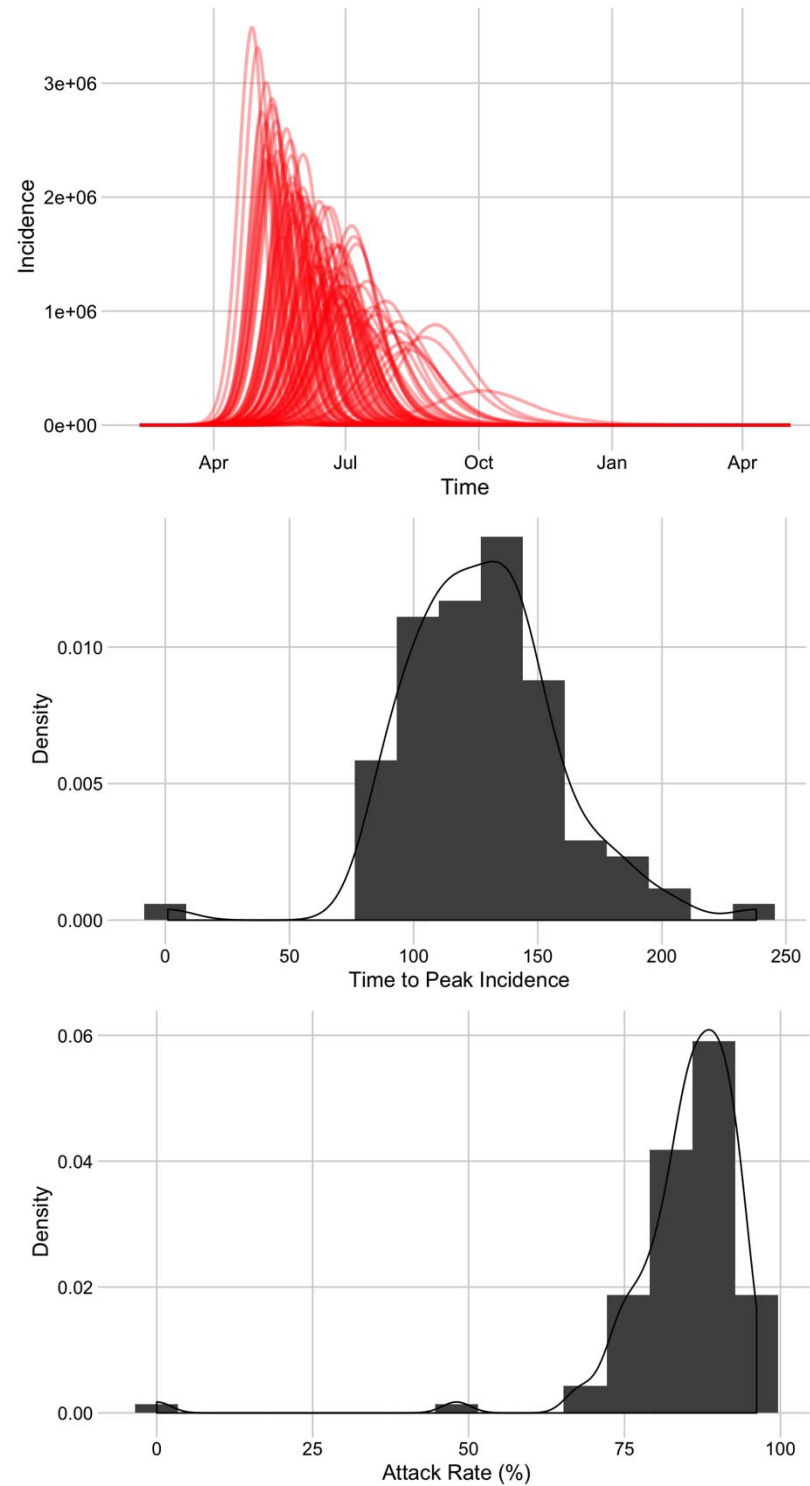 3e+06
2e+06
1e+06
0e+00
Incidence
Apr Jul Oct Jan Apr
Time
0.010
0.005
0.000
Density
0 50 100 150 200 250
Time to Peak Incidence
0.06
0.04
0.02
0.00
Density
0 25 50 75 100
Attack Rate (%)